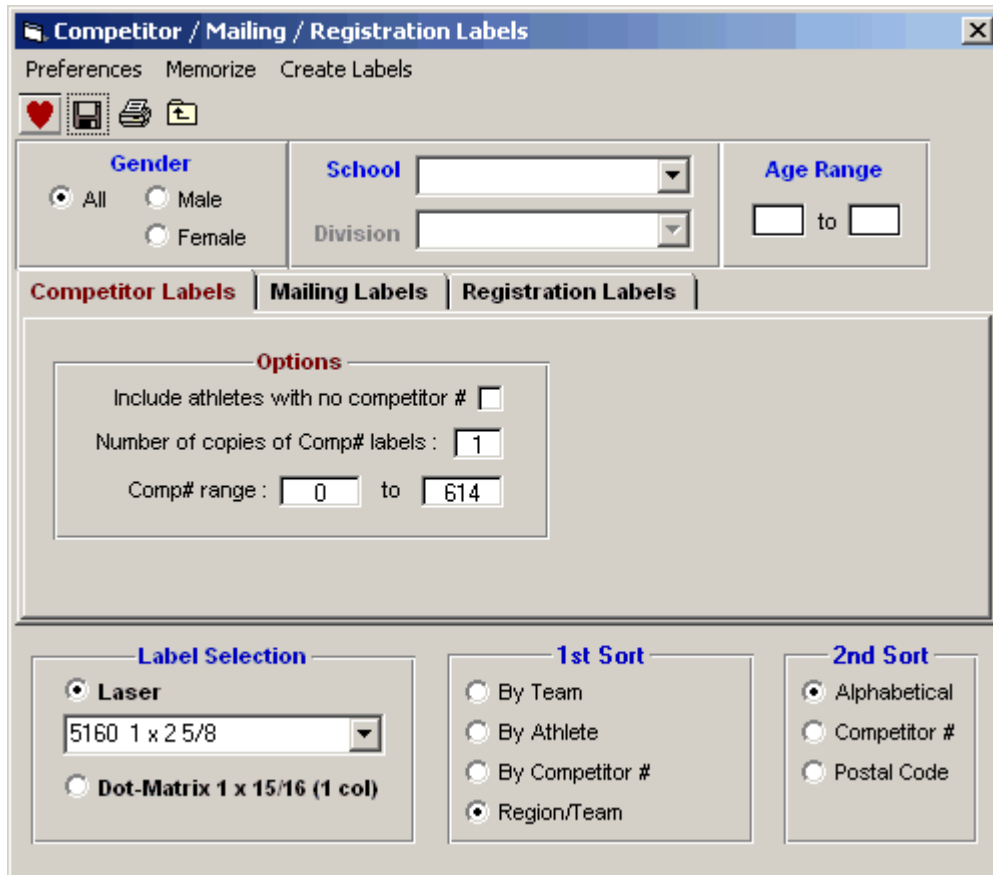 Competitor / Mailing / Registration Labels
Preferences Memorize Create Labels
Gender
All Male
Female
School
Division
Age Range
to
Competitor Labels Mailing Labels Registration Labels
Options
Include athletes with no competitor #
Number of copies of Comp# labels : 1
Comp# range : 0 to 614
Label Selection
Laser
5160 1 x 2 5/8
Dot-Matrix 1 x 15/16 (1 col)
1st Sort
By Team
By Athlete
By Competitor #
Region/Team
2nd Sort
Alphabetical
Competitor #
Postal Code